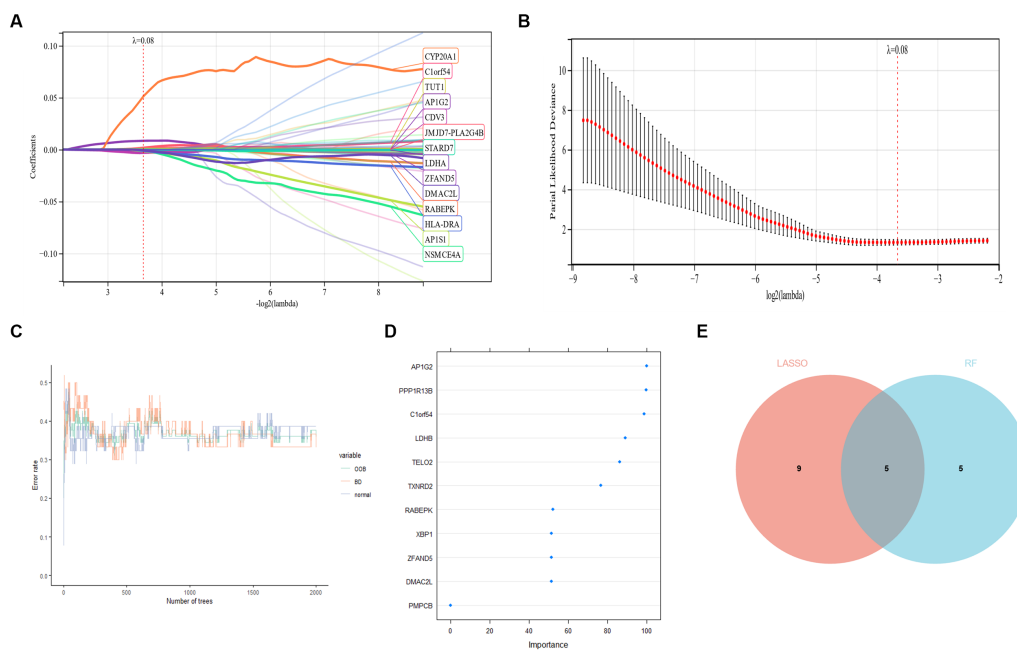 A
λ=0.08
0.10
0.05
0.00
−0.05
−0.10
Coefficients
3
4
5
6
7
8
-log2(lambda)
CYP20A1
C1orf54
TUT1
AP1G2
CDV3
JMJD7-PLA2G4B
STARD7
LDHA
ZFAND5
DMAC2L
RABEPK
HLA-DRA
AP1S1
NSMCE4A
B
λ=0.08
10
8
6
4
2
Parial Likelihood Deviance
−9
−8
−7
−6
−5
−4
−3
−2
log2(lambda)
C
0.5
0.4
0.3
0.2
0.1
0.0
Error rate
0
500
1000
1500
2000
Number of trees
variable
OOB
BD
normal
D
AP1G2
PPP1R13B
C1orf54
LDHB
TELO2
TXNRD2
RABEPK
XBP1
ZFAND5
DMAC2L
PMPCB
0
20
40
60
80
100
Importance
E
LASSO
RF
9
5
5